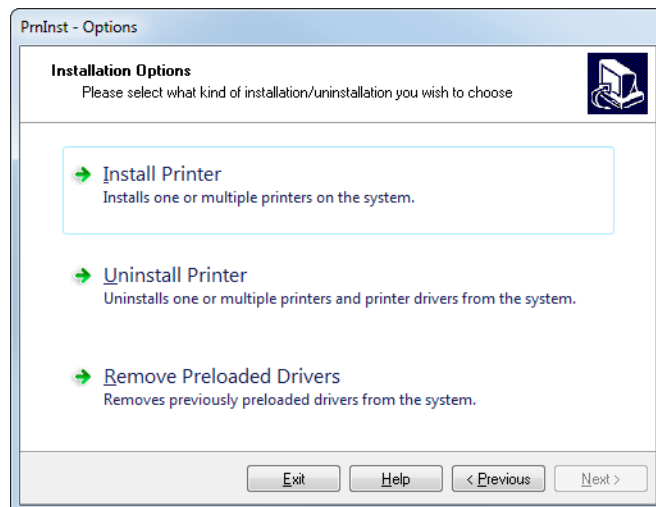 PrnInst - Options
Installation Options
Please select what kind of installation/uninstallation you wish to choose
Install Printer
Installs one or multiple printers on the system.
Uninstall Printer
Uninstalls one or multiple printers and printer drivers from the system.
Remove Preloaded Drivers
Removes previously preloaded drivers from the system.
Exit Help < Previous Next >